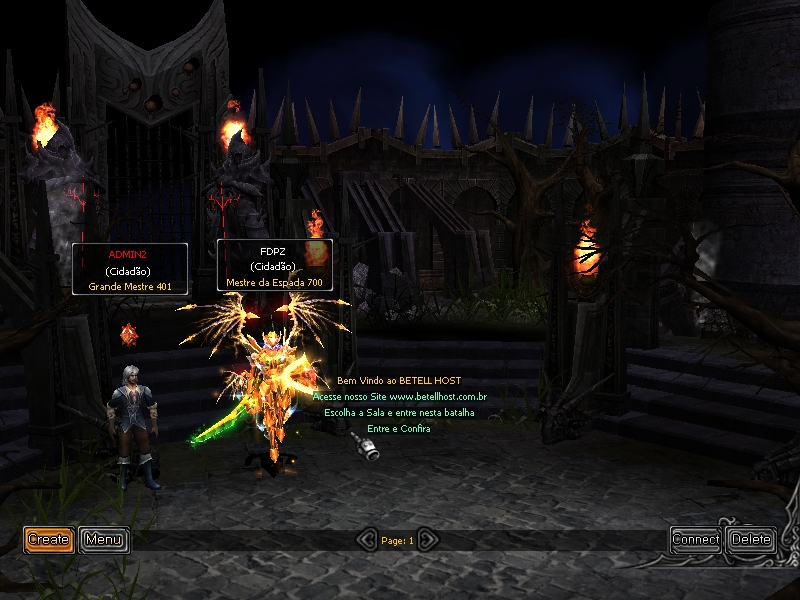 ADMIN2
(Cidadão)
Grande Mestre 401
FDPZ
(Cidadão)
Mestre da Espada 700
Bem Vindo ao BETELL HOST
Acesse nosso Site www.betellhost.com.br
Escolha a Sala e entre nesta batalha
Entre e Confira
Create
Menu
Page: 1
Connect
Delete